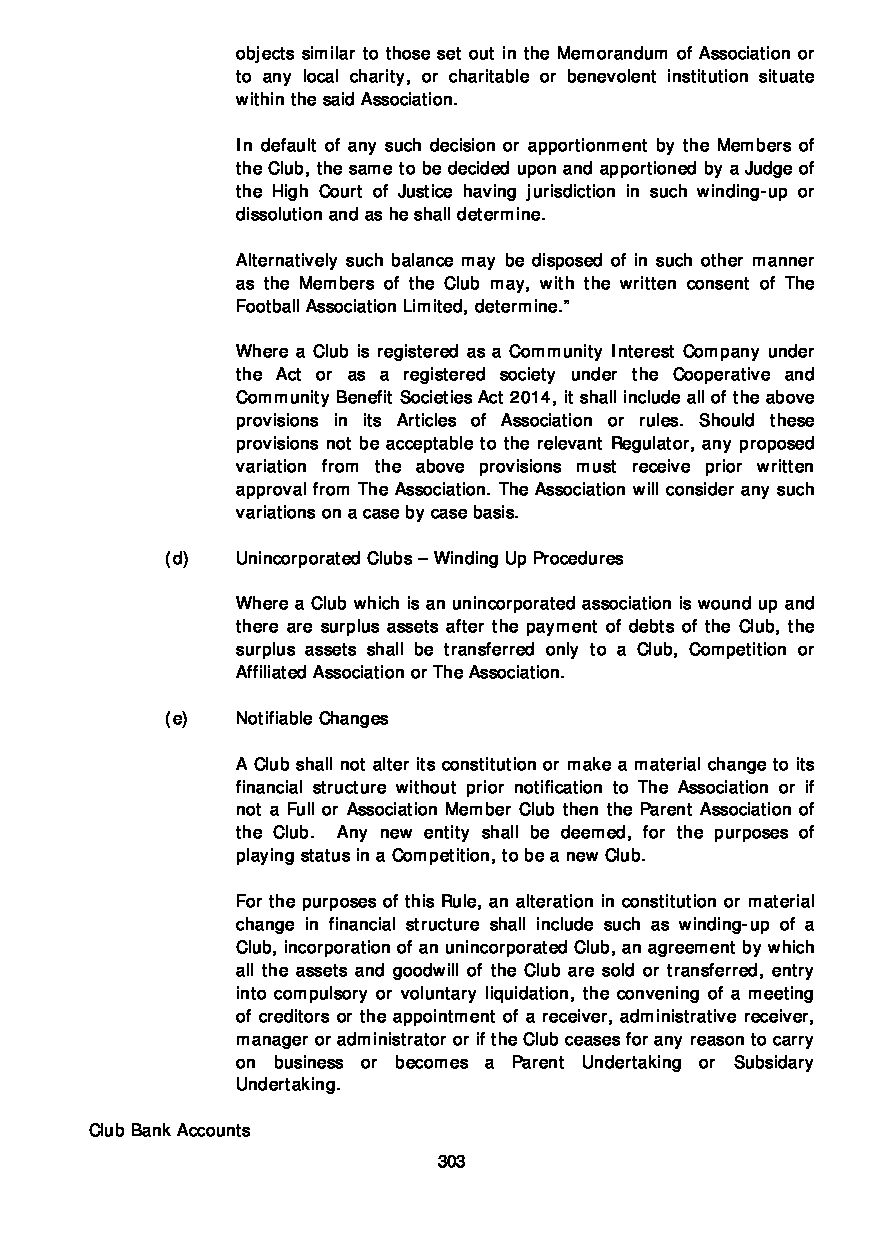 objects similar to those set out in the Memorandum of Association or
to any local charity, or charitable or benevolent institution situate
within the said Association.
In default of any such decision or apportionment by the Members of
the Club, the same to be decided upon and apportioned by a Judge of
the High Court of Justice having jurisdiction in such winding-up or
dissolution and as he shall determine.
Alternatively such balance may be disposed of in such other manner
as the Members of the Club may, with the written consent of The
Football Association Limited, determine."
Where a Club is registered as a Community Interest Company under
the Act or as a registered society under the Cooperative and
Community Benefit Societies Act 2014, it shall include all of the above
provisions in its Articles of Association or rules. Should these
provisions not be acceptable to the relevant Regulator, any proposed
variation from the above provisions must receive prior written
approval from The Association. The Association will consider any such
variations on a case by case basis.
(d) Unincorporated Clubs – Winding Up Procedures
Where a Club which is an unincorporated association is wound up and
there are surplus assets after the payment of debts of the Club, the
surplus assets shall be transferred only to a Club, Competition or
Affiliated Association or The Association.
(e) Notifiable Changes
A Club shall not alter its constitution or make a material change to its
financial structure without prior notification to The Association or if
not a Full or Association Member Club then the Parent Association of
the Club. Any new entity shall be deemed, for the purposes of
playing status in a Competition, to be a new Club.
For the purposes of this Rule, an alteration in constitution or material
change in financial structure shall include such as winding-up of a
Club, incorporation of an unincorporated Club, an agreement by which
all the assets and goodwill of the Club are sold or transferred, entry
into compulsory or voluntary liquidation, the convening of a meeting
of creditors or the appointment of a receiver, administrative receiver,
manager or administrator or if the Club ceases for any reason to carry
on business or becomes a Parent Undertaking or Subsidary
Undertaking.
Club Bank Accounts
303